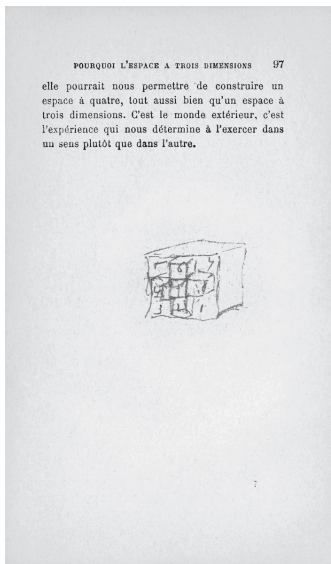 POURQUOI L'ESPACE A TROIS DIMENSIONS 97
elle pourrait nous permettre de construire un
espace à quatre, tout aussi bien qu'un espace à
trois dimensions. C'est le monde extérieur, c'est
l'expérience qui nous détermine à l'exercer dans
un sens plutôt que dans l'autre.